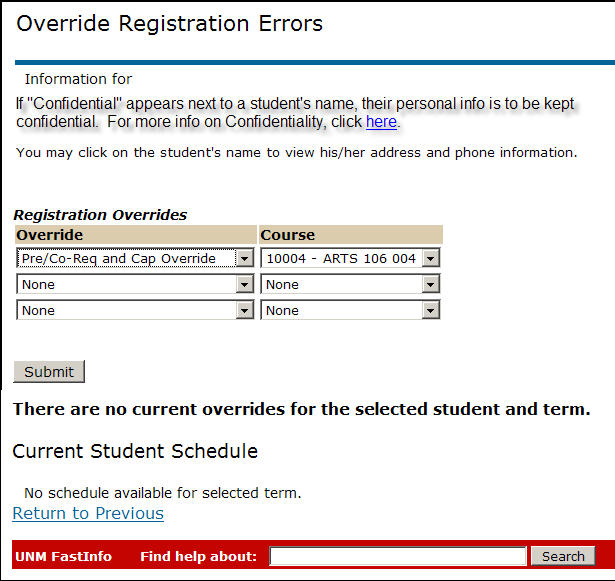 Override Registration Errors
Information for
If "Confidential" appears next to a student's name, their personal info is to be kept
confidential. For more info on Confidentiality, click here.
You may click on the student's name to view his/her address and phone information.
Registration Overrides
Override Course
Pre/Co-Req and Cap Override 10004 - ARTS 106 004
None None
None None
Submit
There are no current overrides for the selected student and term.
Current Student Schedule
No schedule available for selected term.
Return to Previous
UNM FastInfo Find help about: Search